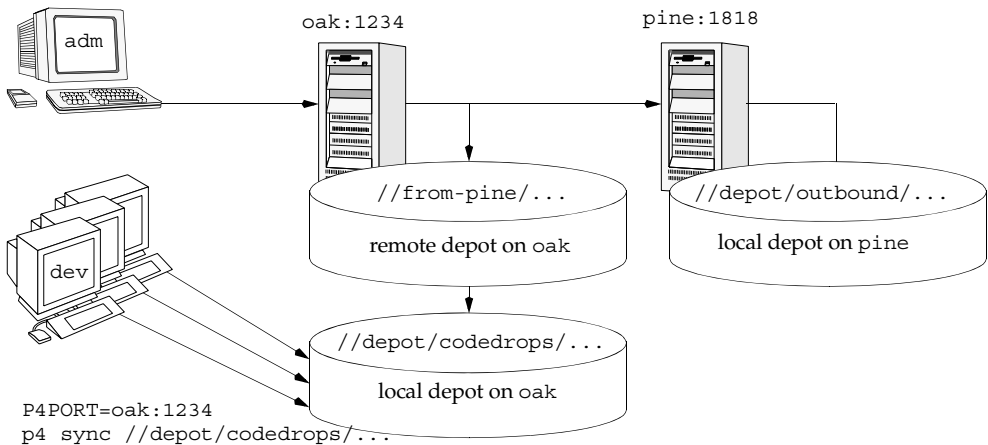 oak:1234
pine:1818
adm
//from-pine/...
//depot/outbound/...
remote depot on oak
local depot on pine
dev
//depot/codedrops/...
local depot on oak
P4PORT=oak:1234
p4 sync //depot/codedrops/...